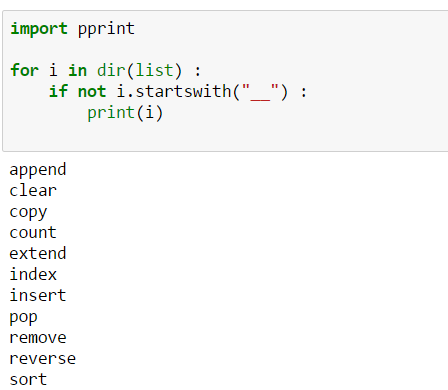 import pprint
for i in dir(list) :
    if not i.startswith("__") :
        print(i)
append
clear
copy
count
extend
index
insert
pop
remove
reverse
sort